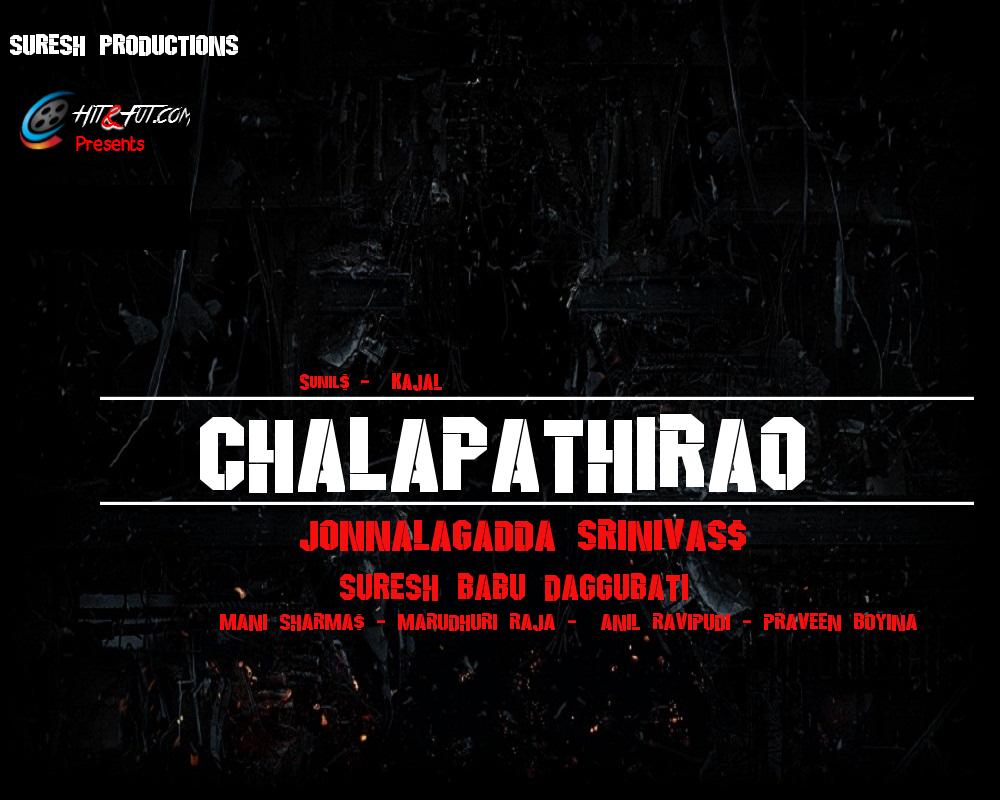 SURESH PRODUCTIONS
HIT&FUT.COM
Presents
SUNIL$ - KAJAL
CHALAPATHIRAO
JONNALAGADDA SRINIVAS$
SURESH BABU DAGGUBATI
MANI SHARMA$ - MARUDHURI RAJA - ANIL RAVIPUDI - PRAVEEN BOYINA